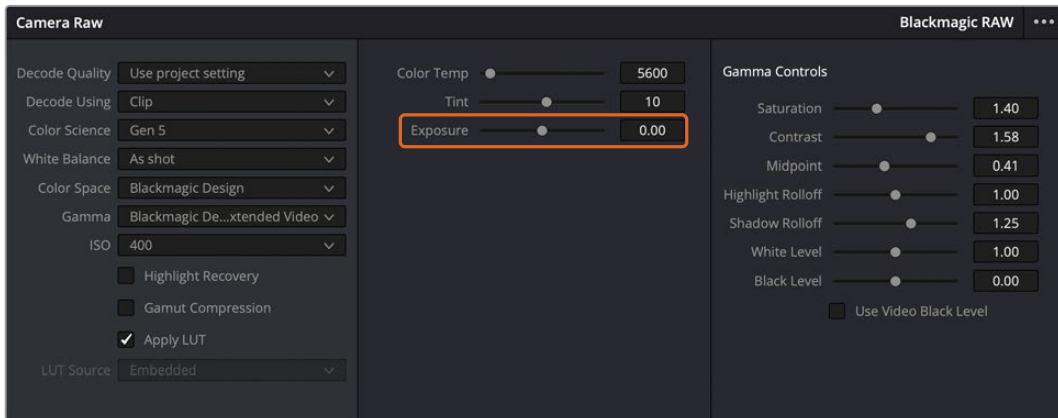 Camera Raw
Blackmagic RAW
Decode Quality Use project setting
Decode Using Clip
Color Science Gen 5
White Balance As shot
Color Space Blackmagic Design
Gamma Blackmagic De...xtended Video
ISO 400
Highlight Recovery
Gamut Compression
Apply LUT
LUT Source Embedded
Color Temp 5600
Tint 10
Exposure 0.00
Gamma Controls
Saturation 1.40
Contrast 1.58
Midpoint 0.41
Highlight Rolloff 1.00
Shadow Rolloff 1.25
White Level 1.00
Black Level 0.00
Use Video Black Level